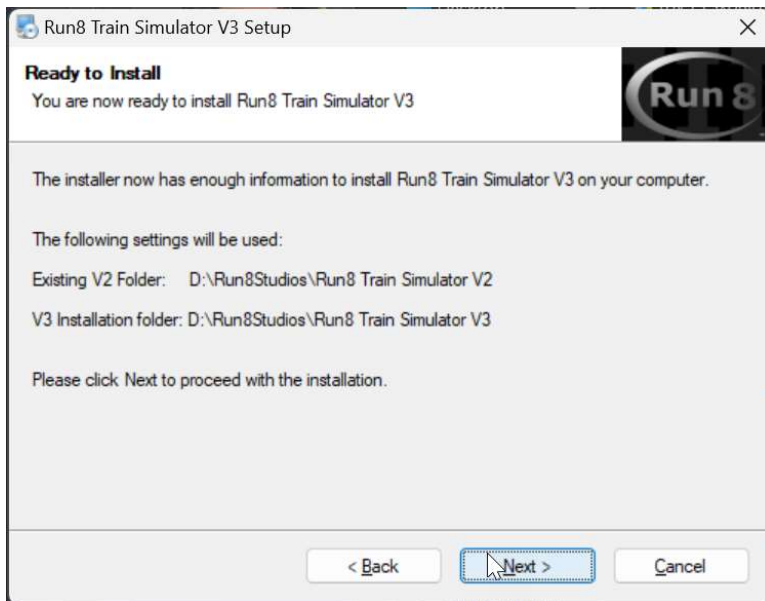 Run8 Train Simulator V3 Setup
Ready to Install
You are now ready to install Run8 Train Simulator V3
Run 8
The installer now has enough information to install Run8 Train Simulator V3 on your computer.
The following settings will be used:
Existing V2 Folder: D:\Run8Studios\Run8 Train Simulator V2
V3 Installation folder: D:\Run8Studios\Run8 Train Simulator V3
Please click Next to proceed with the installation.
< Back Next > Cancel